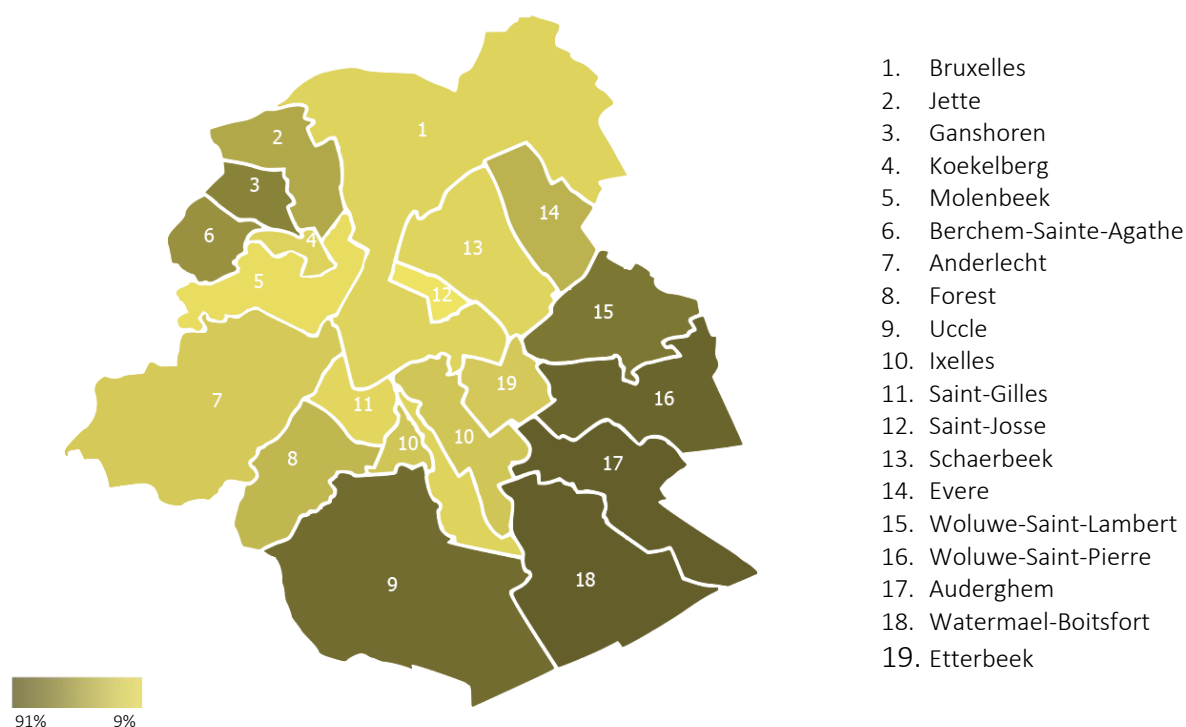 1
2
3
14
6
4
13
5
12
15
19
16
7
11
10
10
8
17
9
18
91% 9%
1. Bruxelles
2. Jette
3. Ganshoren
4. Koekelberg
5. Molenbeek
6. Berchem-Sainte-Agathe
7. Anderlecht
8. Forest
9. Uccle
10. Ixelles
11. Saint-Gilles
12. Saint-Josse
13. Schaerbeek
14. Evere
15. Woluwe-Saint-Lambert
16. Woluwe-Saint-Pierre
17. Auderghem
18. Watermael-Boitsfort
19. Etterbeek